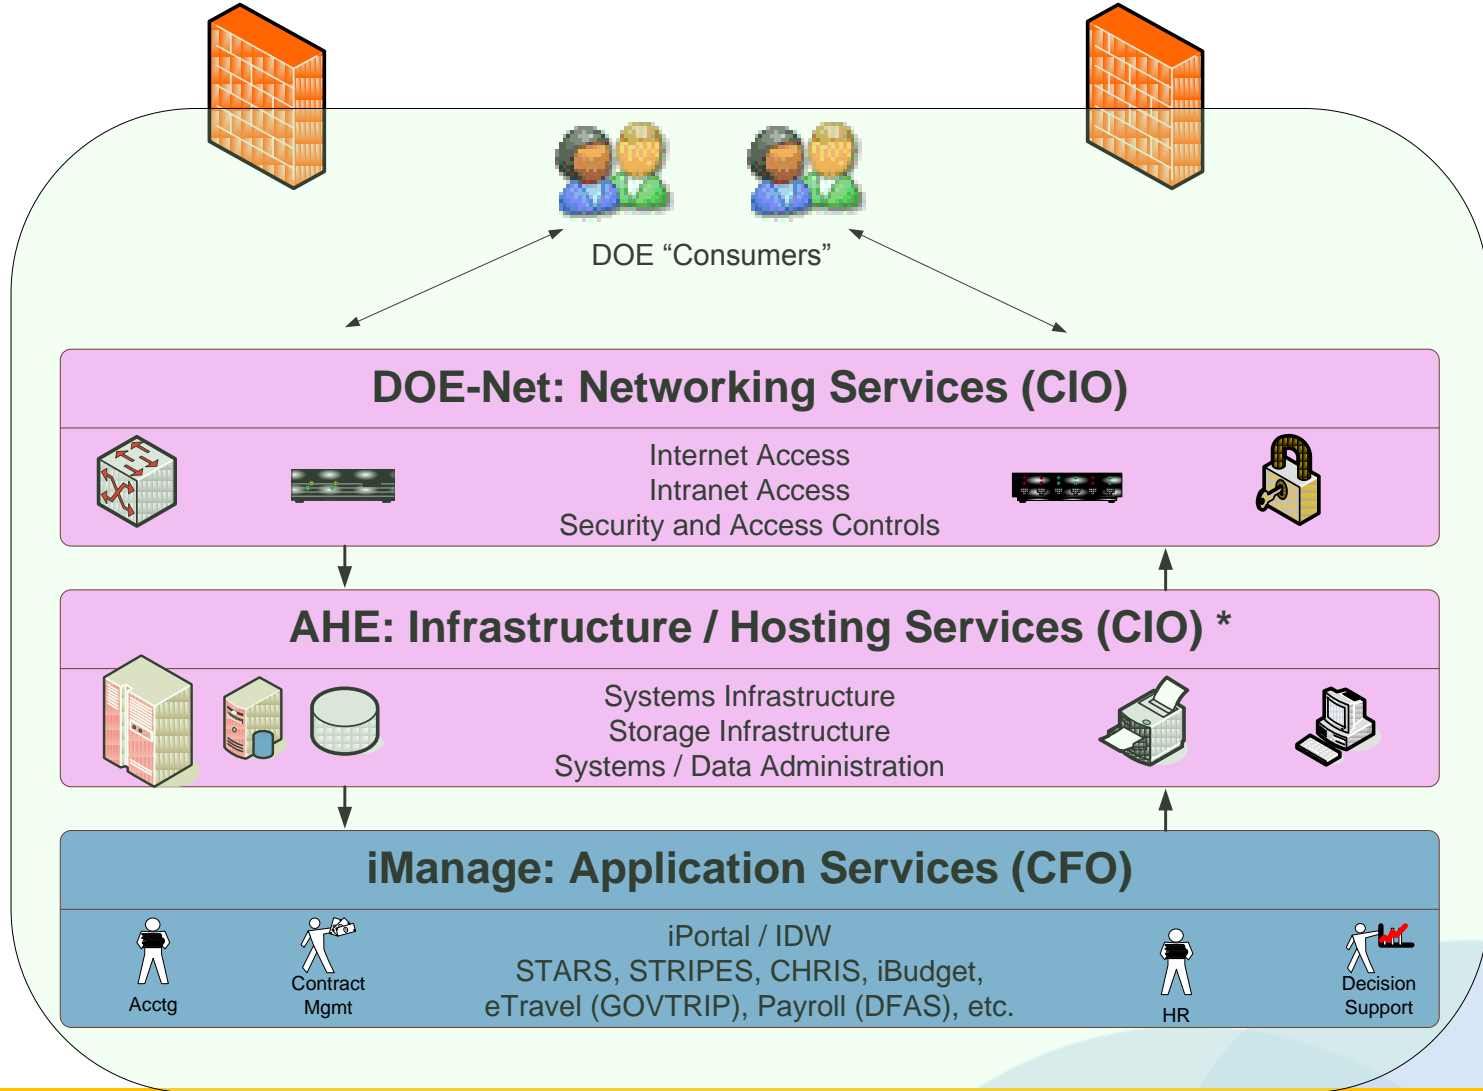 DOE “Consumers”
DOE-Net: Networking Services (CIO)
Internet Access
Intranet Access
Security and Access Controls
AHE: Infrastructure / Hosting Services (CIO) *
Systems Infrastructure
Storage Infrastructure
Systems / Data Administration
iManage: Application Services (CFO)
iPortal / IDW
STARS, STRIPES, CHRIS, iBudget,
eTravel (GOVTRIP), Payroll (DFAS), etc.
Acctg
Contract
Mgmt
HR
Decision
Support